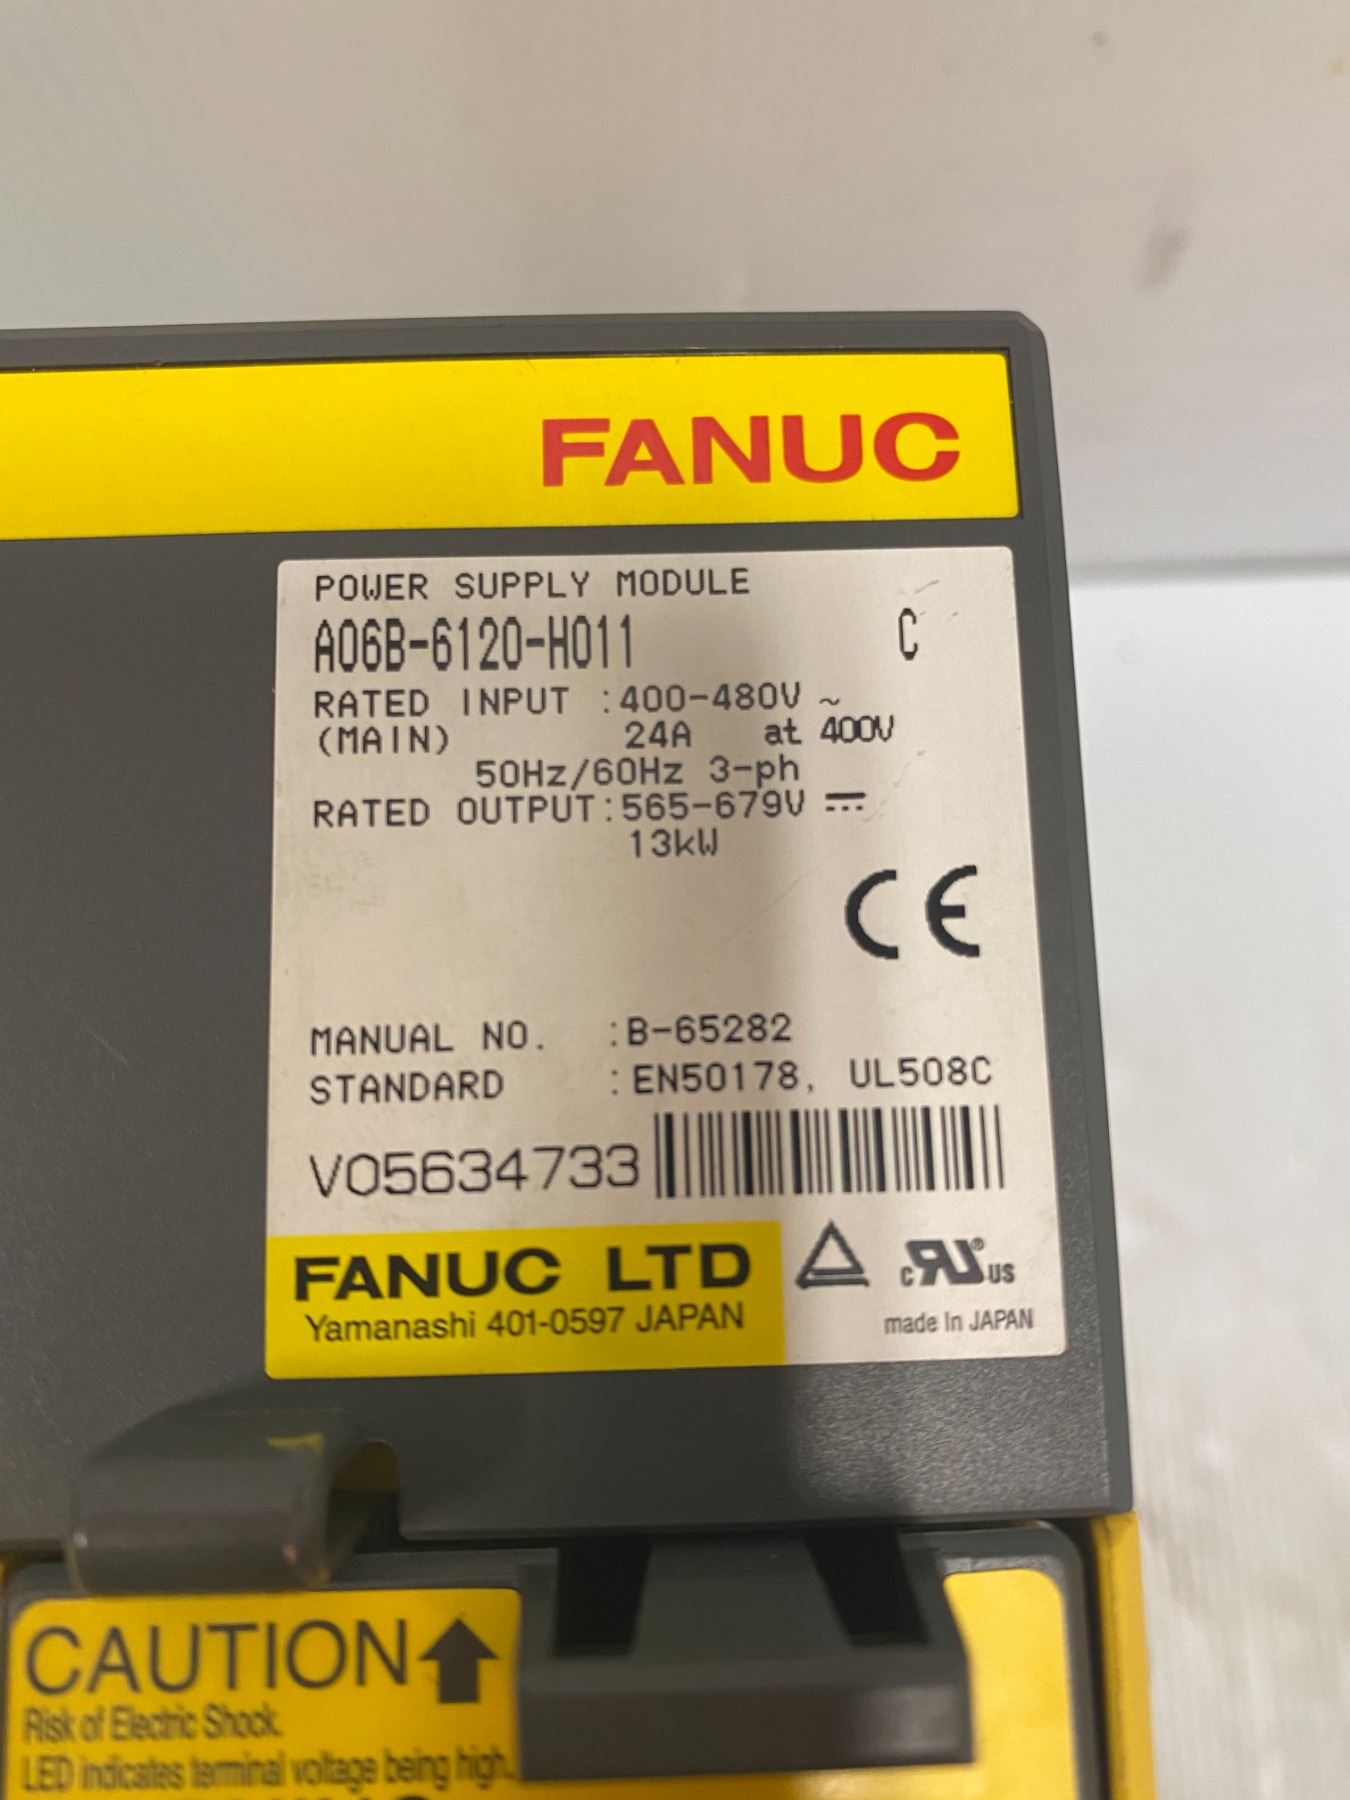 FANUC
POWER SUPPLY MODULE
A06B-6120-H011 C
RATED INPUT :400-480V ~
(MAIN) 24A at 400V
50Hz/60Hz 3-ph
RATED OUTPUT:565-679V ⎓
13kW
CE
MANUAL NO. :B-65282
STANDARD :EN50178, UL508C
V05634733
FANUC LTD
Yamanashi 401-0597 JAPAN
c RU ® US
made In JAPAN
CAUTION
Risk of Electric Shock.
LED indicates terminal voltage being high.